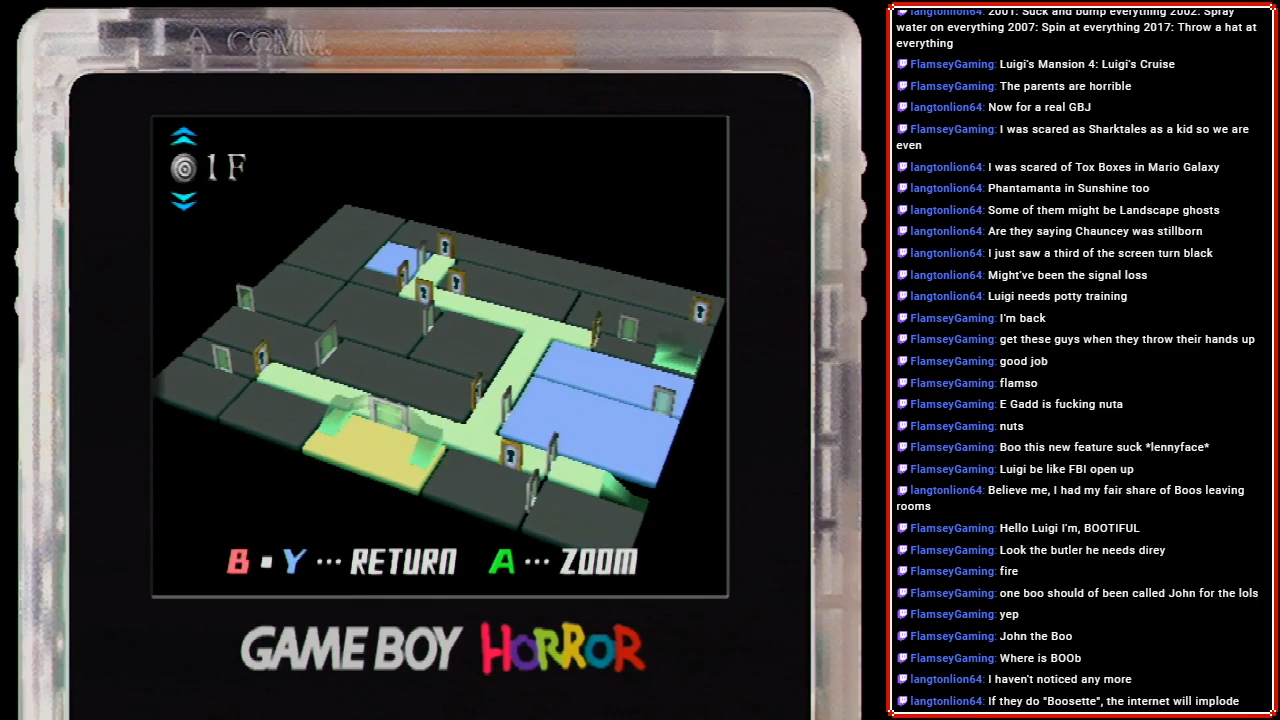 A COMM.
1F
B ▪ Y ··· RETURN A ··· ZOOM
GAME BOY HORROR
langtonlion64: 2001: Suck and bump everything 2002: Spray
water on everything 2007: Spin at everything 2017: Throw a hat at
everything
FlamseyGaming: Luigi's Mansion 4: Luigi's Cruise
FlamseyGaming: The parents are horrible
langtonlion64: Now for a real GBJ
FlamseyGaming: I was scared as Sharktales as a kid so we are
even
langtonlion64: I was scared of Tox Boxes in Mario Galaxy
langtonlion64: Phantamanta in Sunshine too
langtonlion64: Some of them might be Landscape ghosts
langtonlion64: Are they saying Chauncey was stillborn
langtonlion64: I just saw a third of the screen turn black
langtonlion64: Might've been the signal loss
langtonlion64: Luigi needs potty training
FlamseyGaming: I'm back
FlamseyGaming: get these guys when they throw their hands up
FlamseyGaming: good job
FlamseyGaming: flamso
FlamseyGaming: E Gadd is fucking nuta
FlamseyGaming: nuts
FlamseyGaming: Boo this new feature suck *lennyface*
FlamseyGaming: Luigi be like FBI open up
langtonlion64: Believe me, I had my fair share of Boos leaving
rooms
FlamseyGaming: Hello Luigi I'm, BOOTIFUL
FlamseyGaming: Look the butler he needs direy
FlamseyGaming: fire
FlamseyGaming: one boo should of been called John for the lols
FlamseyGaming: yep
FlamseyGaming: John the Boo
FlamseyGaming: Where is BOOb
langtonlion64: I haven't noticed any more
langtonlion64: If they do "Boosette", the internet will implode